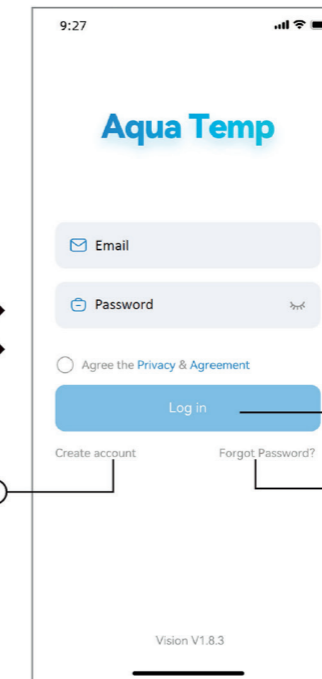 9:27
Aqua Temp
Email
Password
Agree the Privacy & Agreement
Log in
Create account Forgot Password?
Vision V1.8.3